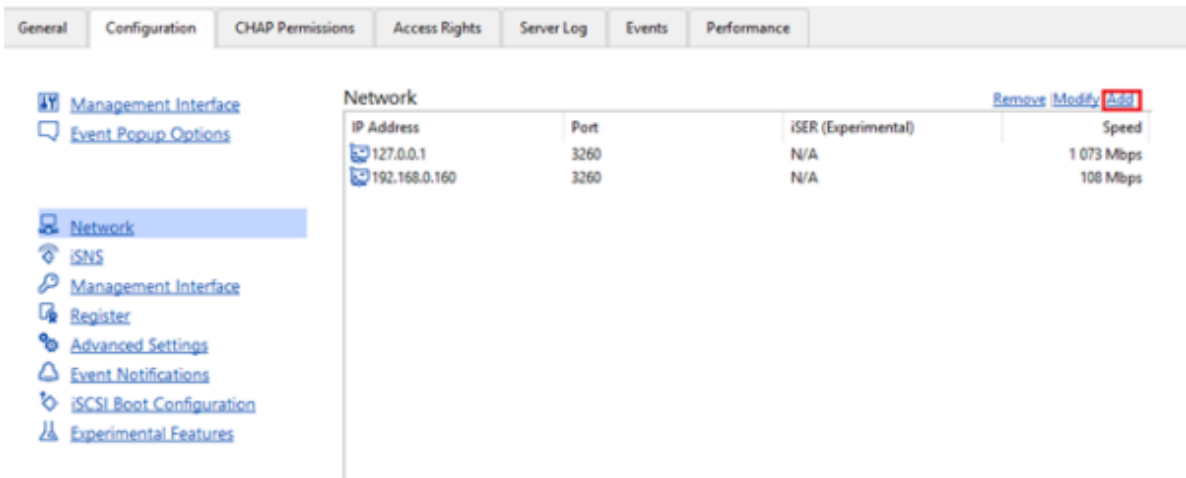 General Configuration CHAP Permissions Access Rights Server Log Events Performance
Management Interface
Event Popup Options
Network
iSNS
Management Interface
Register
Advanced Settings
Event Notifications
iSCSI Boot Configuration
Experimental Features
Network Remove |Modify|Add
IP Address Port iSER (Experimental) Speed
127.0.0.1 3260 N/A 1 073 Mbps
192.168.0.160 3260 N/A 108 Mbps